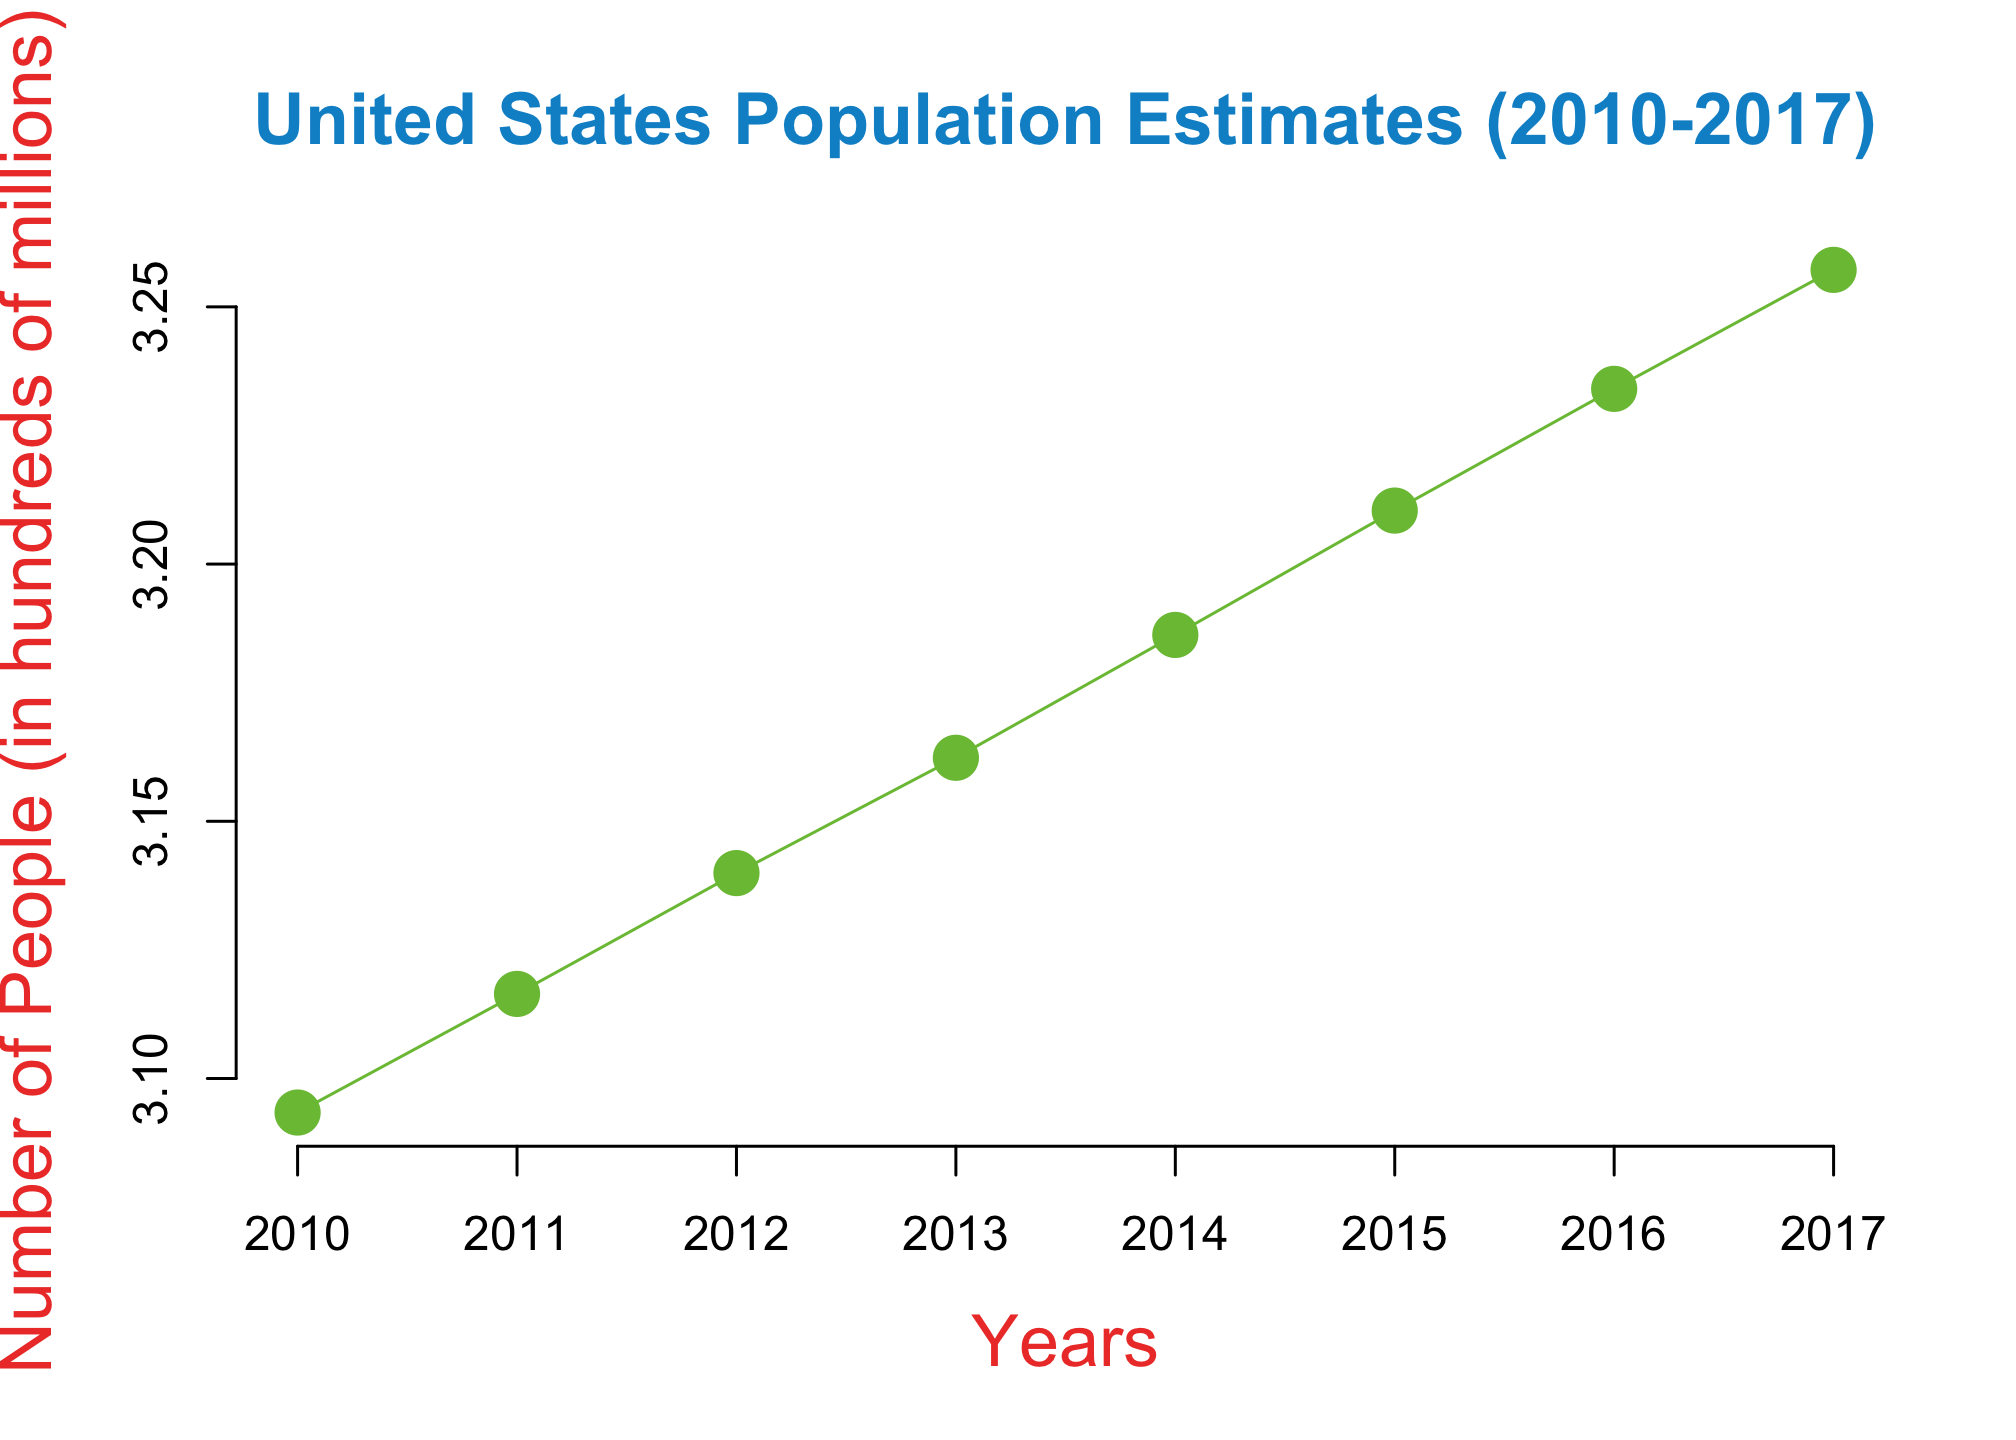 United States Population Estimates (2010-2017)
Number of People (in hundreds of millions)
3.25
3.20
3.15
3.10
2010 2011 2012 2013 2014 2015 2016 2017
Years